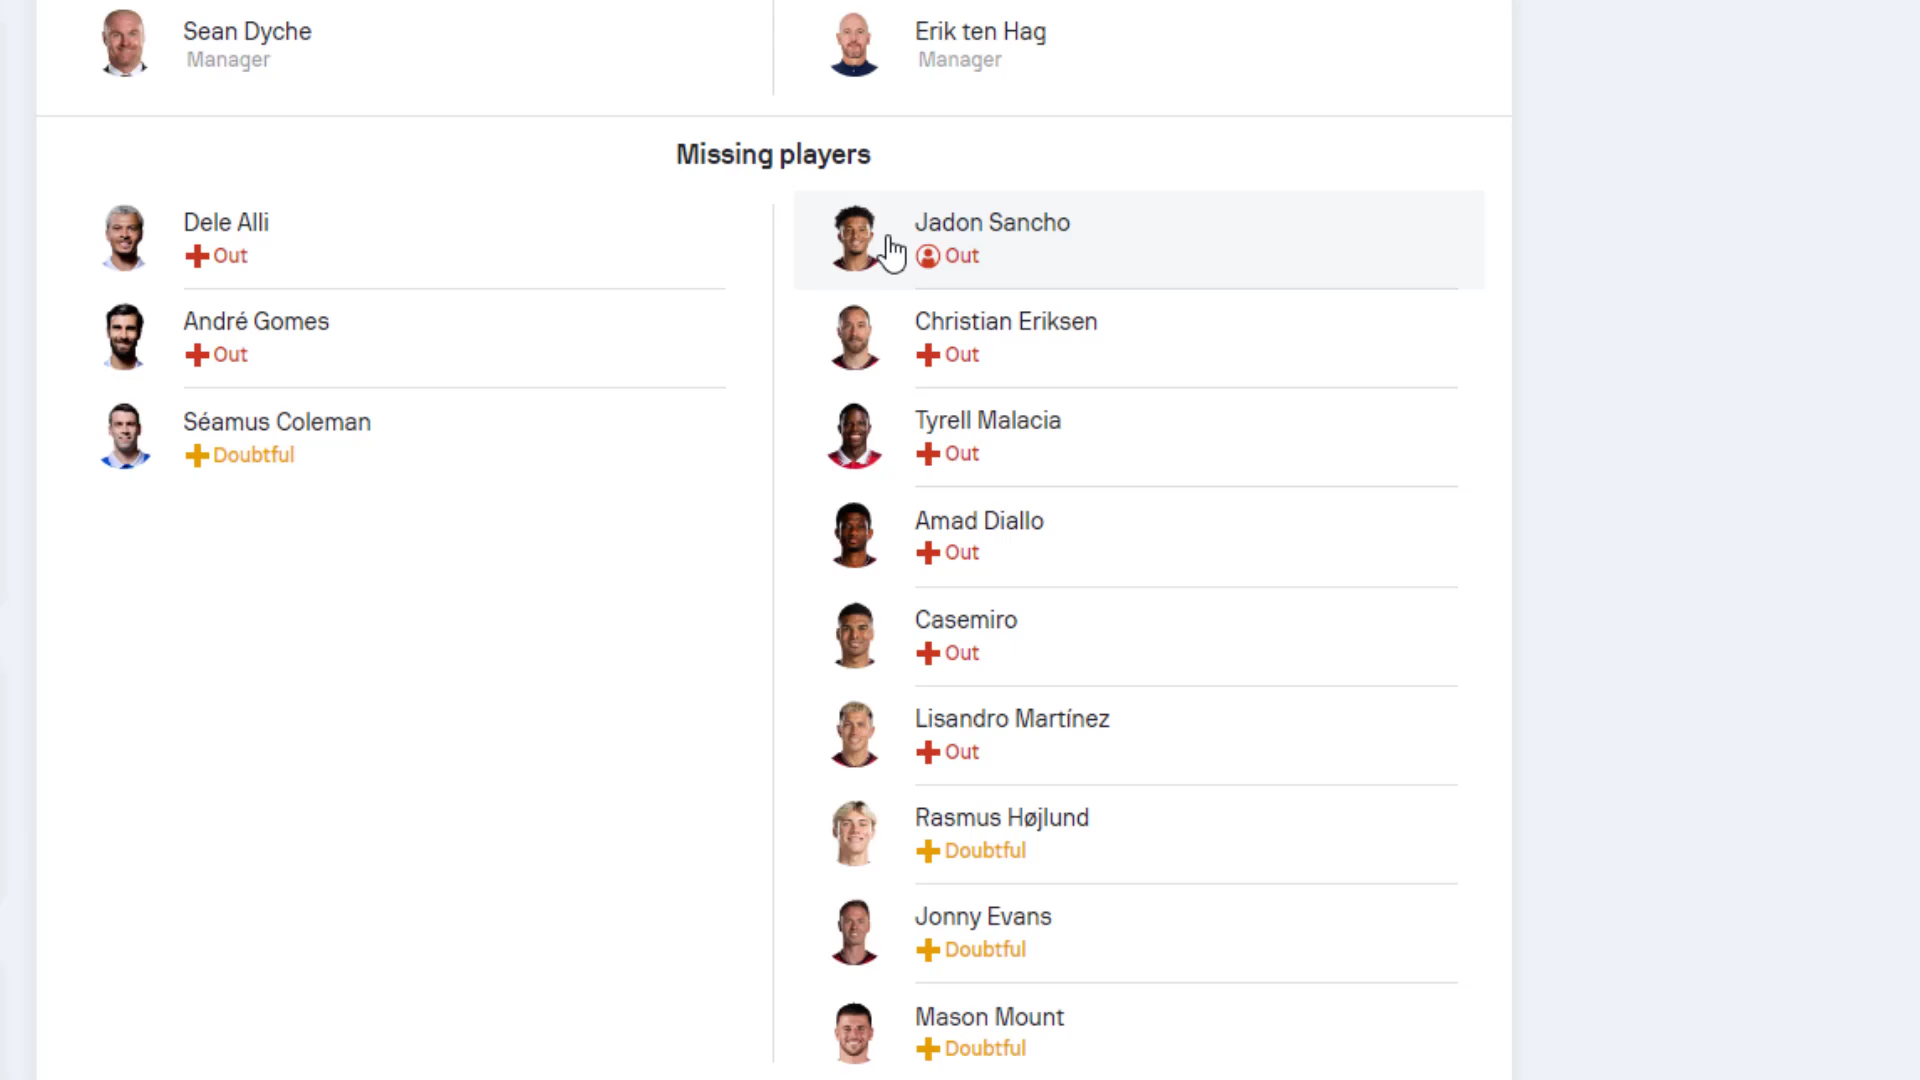 Sean Dyche
Manager
Erik ten Hag
Manager
Missing players
Dele Alli
Out
André Gomes
Out
Séamus Coleman
Doubtful
Jadon Sancho
Out
Christian Eriksen
Out
Tyrell Malacia
Out
Amad Diallo
Out
Casemiro
Out
Lisandro Martínez
Out
Rasmus Højlund
Doubtful
Jonny Evans
Doubtful
Mason Mount
Doubtful